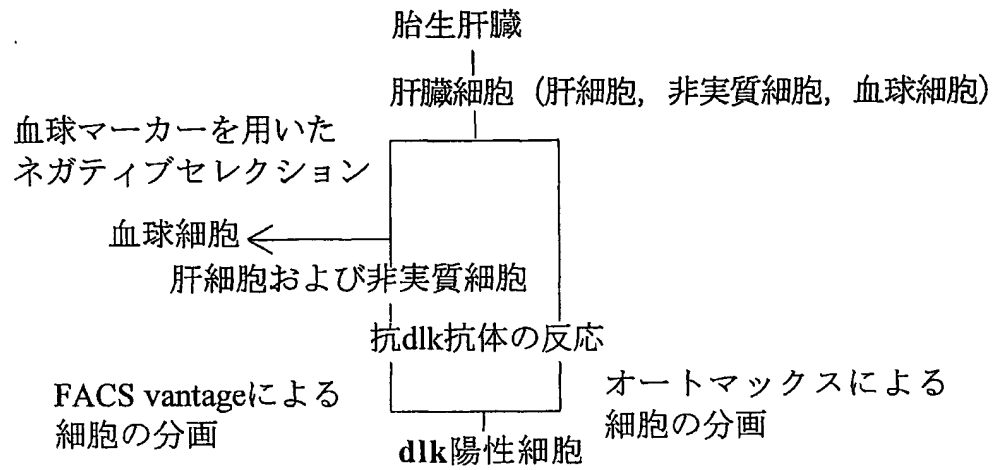 胎生肝臓
肝臓細胞（肝細胞，非実質細胞，血球細胞）
血球マーカーを用いた
ネガティブセレクション
血球細胞
肝細胞および非実質細胞
抗dlk抗体の反応
FACS vantageによる
細胞の分画
オートマックスによる
細胞の分画
dlk陽性細胞